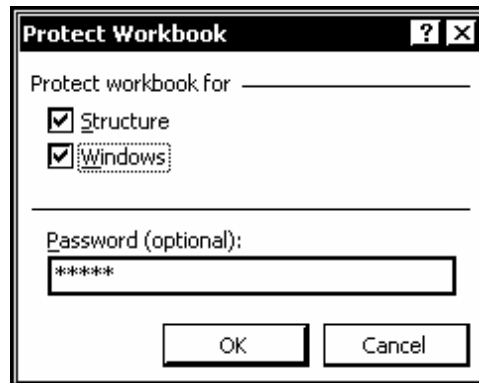 Protect Workbook ? X
Protect workbook for
Structure
Windows
Password (optional):
*****
OK Cancel